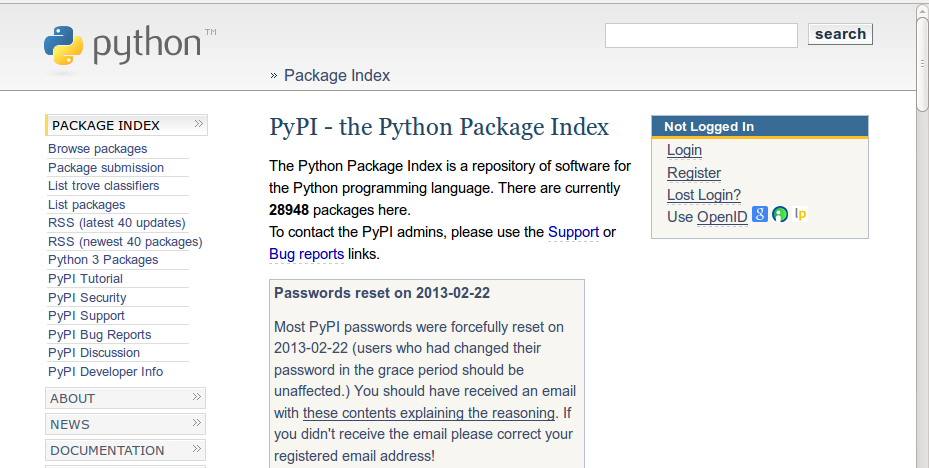 python™
search
» Package Index
PACKAGE INDEX »
Browse packages
Package submission
List trove classifiers
List packages
RSS (latest 40 updates)
RSS (newest 40 packages)
Python 3 Packages
PyPI Tutorial
PyPI Security
PyPI Support
PyPI Bug Reports
PyPI Discussion
PyPI Developer Info
ABOUT »
NEWS »
DOCUMENTATION »
PyPI - the Python Package Index
The Python Package Index is a repository of software for
the Python programming language. There are currently
28948 packages here.
To contact the PyPI admins, please use the Support or
Bug reports links.
Passwords reset on 2013-02-22
Most PyPI passwords were forcefully reset on
2013-02-22 (users who had changed their
password in the grace period should be
unaffected.) You should have received an email
with these contents explaining the reasoning. If
you didn't receive the email please correct your
registered email address!
Not Logged In
Login
Register
Lost Login?
Use OpenID g lp